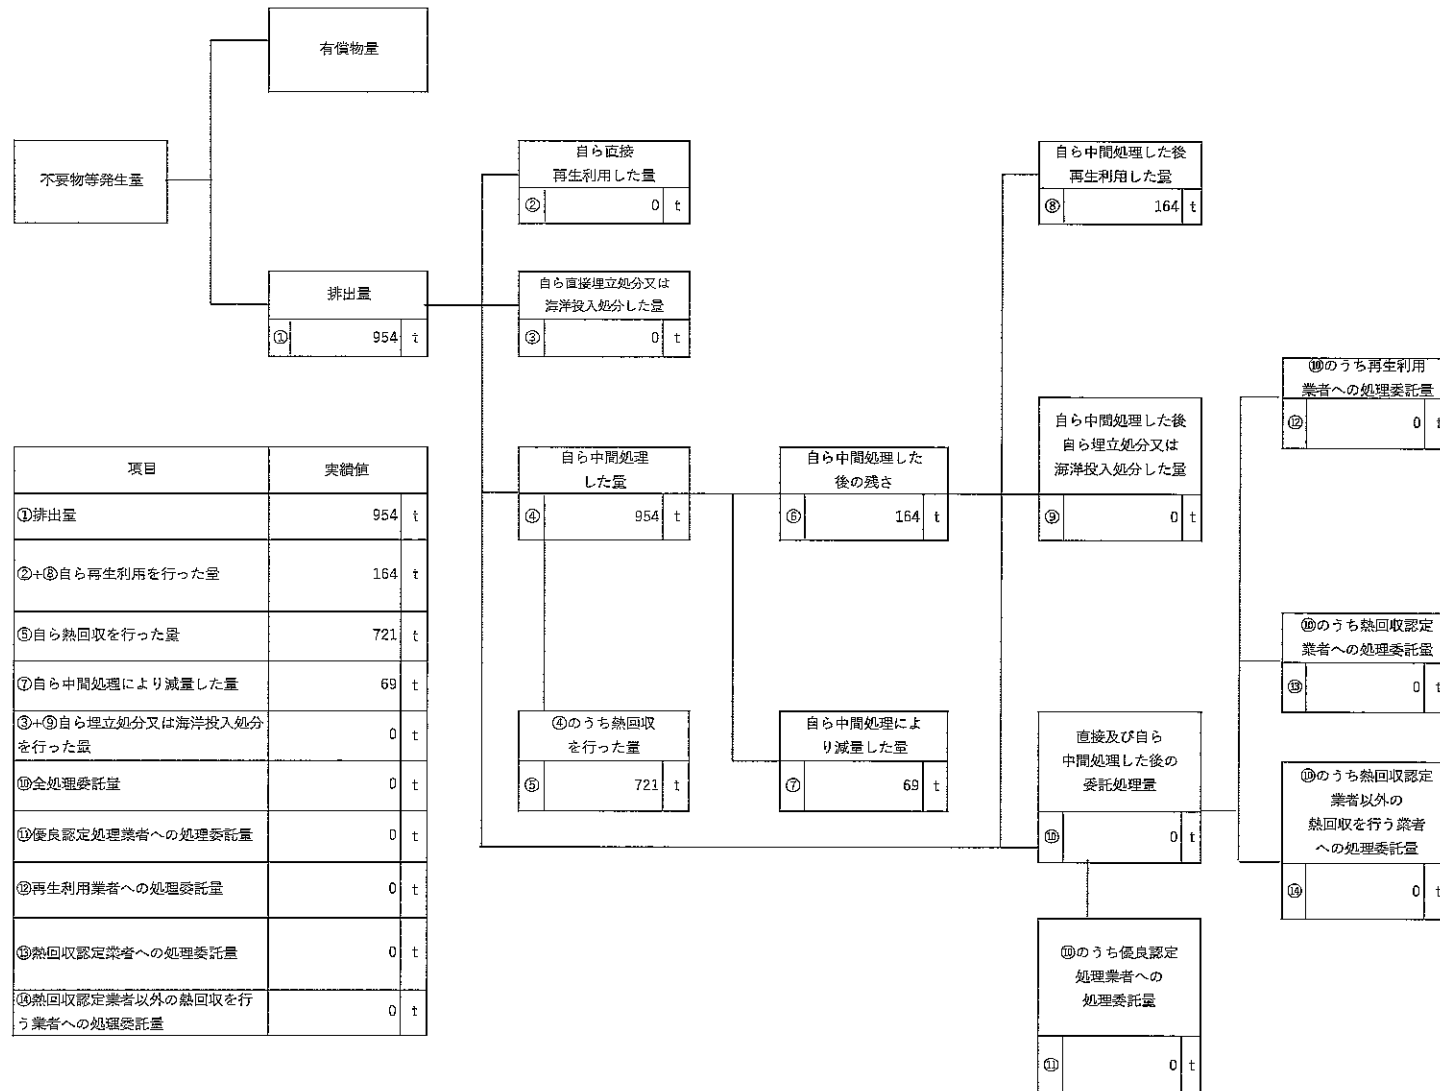 有償物量
不要物等発生量
排出量
① 954 t
自ら直接
再生利用した量
② 0 t
自ら直接埋立処分又は
海洋投入処分した量
③ 0 t
自ら中間処理
した量
④ 954 t
④のうち熱回収
を行った量
⑤ 721 t
自ら中間処理した
後の残さ
⑥ 164 t
自ら中間処理によ
り減量した量
⑦ 69 t
自ら中間処理した後
再生利用した量
⑧ 164 t
自ら中間処理した後
自ら埋立処分又は
海洋投入処分した量
⑨ 0 t
直接及び自ら
中間処理した後の
委託処理量
⑩ 0 t
⑩のうち優良認定
処理業者への
処理委託量
⑪ 0 t
⑩のうち再生利用
業者への処理委託量
⑫ 0 t
⑩のうち熱回収認定
業者への処理委託量
⑬ 0 t
⑩のうち熱回収認定
業者以外の
熱回収を行う業者
への処理委託量
⑭ 0 t
項目 実績値
①排出量 954 t
②+⑧自ら再生利用を行った量 164 t
⑤自ら熱回収を行った量 721 t
⑦自ら中間処理により減量した量 69 t
③+⑨自ら埋立処分又は海洋投入処分
を行った量 0 t
⑩全処理委託量 0 t
⑪優良認定処理業者への処理委託量 0 t
⑫再生利用業者への処理委託量 0 t
⑬熱回収認定業者への処理委託量 0 t
⑭熱回収認定業者以外の熱回収を行
う業者への処理委託量 0 t